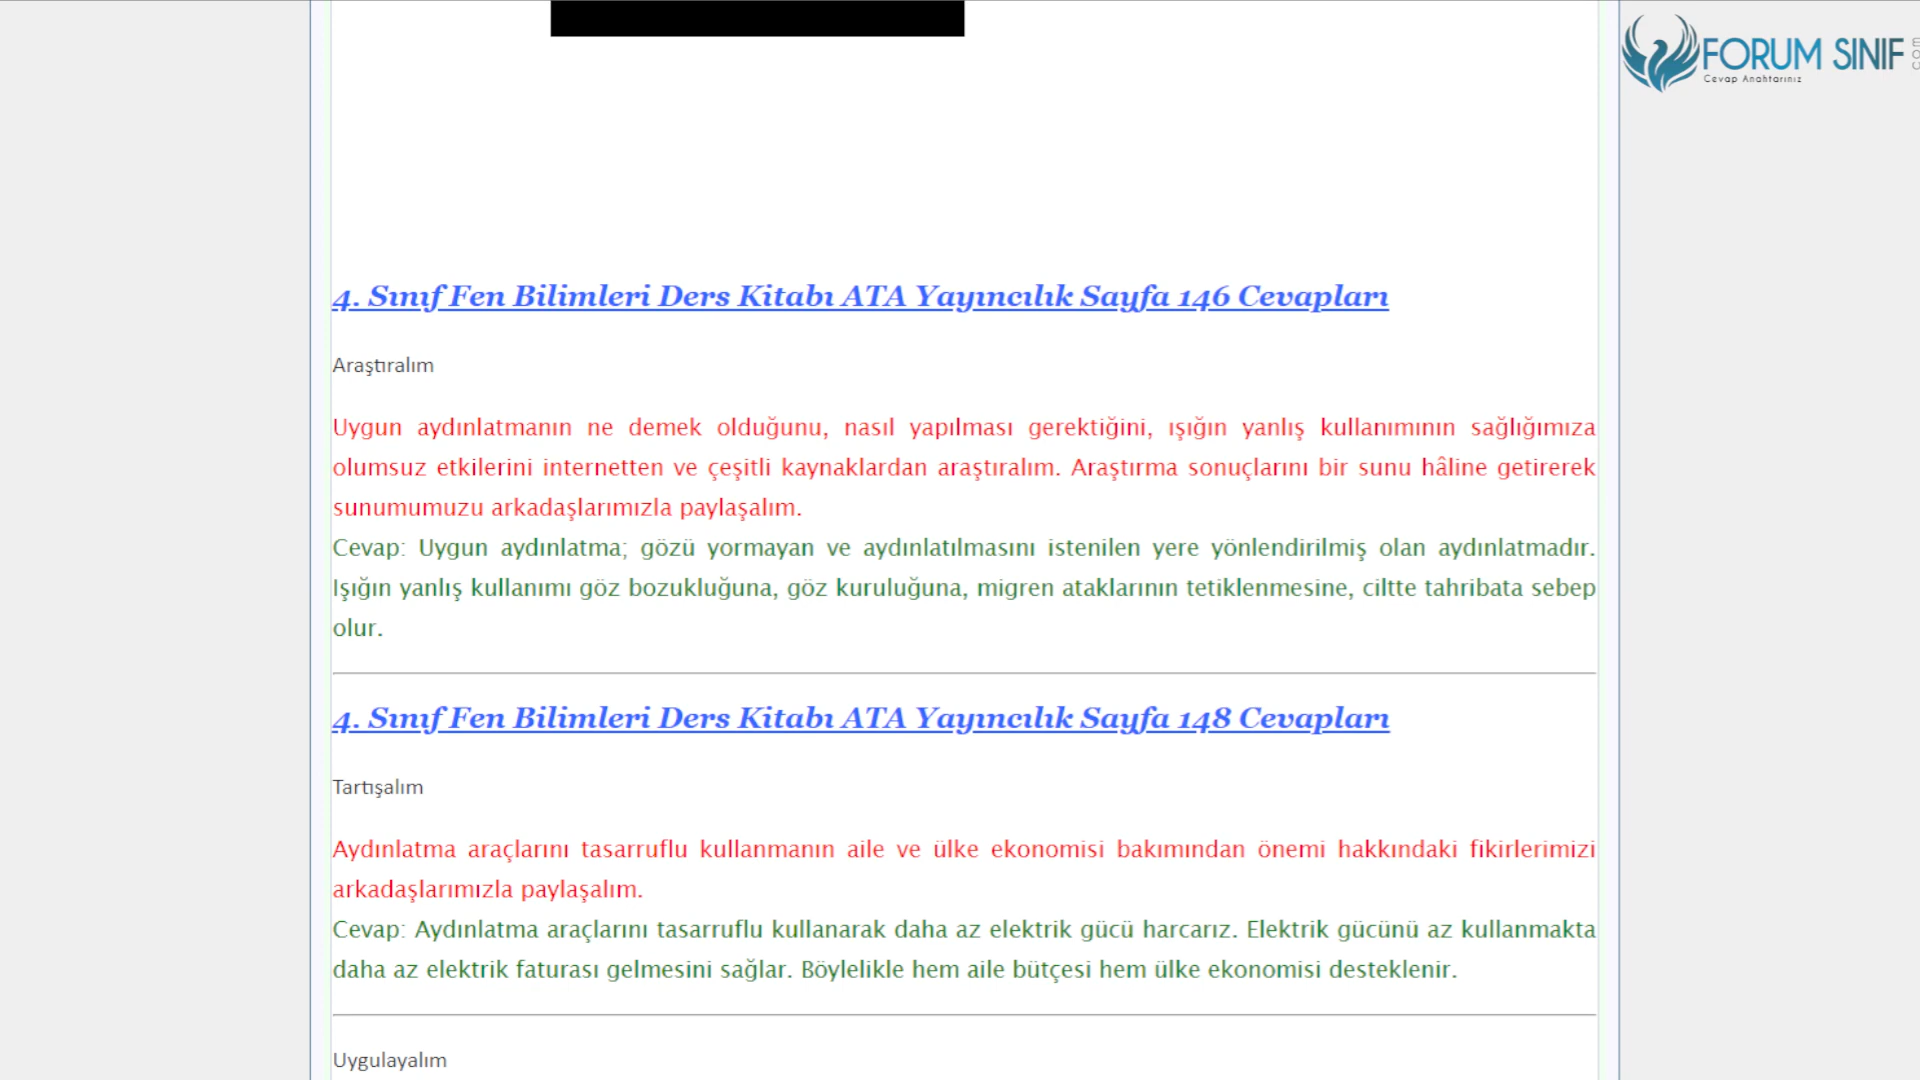 FORUM SINIF
Cevap Anahtarınız
4. Sınıf Fen Bilimleri Ders Kitabı ATA Yayıncılık Sayfa 146 Cevapları
Araştıralım
Uygun aydınlatmanın ne demek olduğunu, nasıl yapılması gerektiğini, ışığın yanlış kullanımının sağlığımıza
olumsuz etkilerini internetten ve çeşitli kaynaklardan araştıralım. Araştırma sonuçlarını bir sunu hâline getirerek
sunumumuzu arkadaşlarımızla paylaşalım.
Cevap: Uygun aydınlatma; gözü yormayan ve aydınlatılmasını istenilen yere yönlendirilmiş olan aydınlatmadır.
Işığın yanlış kullanımı göz bozukluğuna, göz kuruluğuna, migren ataklarının tetiklenmesine, ciltte tahribata sebep
olur.
4. Sınıf Fen Bilimleri Ders Kitabı ATA Yayıncılık Sayfa 148 Cevapları
Tartışalım
Aydınlatma araçlarını tasarruflu kullanmanın aile ve ülke ekonomisi bakımından önemi hakkındaki fikirlerimizi
arkadaşlarımızla paylaşalım.
Cevap: Aydınlatma araçlarını tasarruflu kullanarak daha az elektrik gücü harcarız. Elektrik gücünü az kullanmakta
daha az elektrik faturası gelmesini sağlar. Böylelikle hem aile bütçesi hem ülke ekonomisi desteklenir.
Uygulayalım